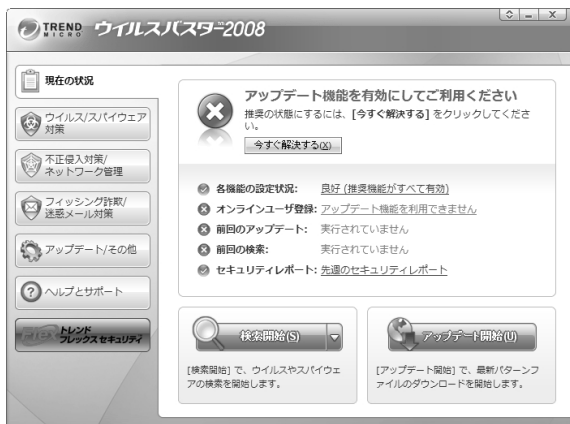 TREND MICRO ウイルスバスター™2008
現在の状況
ウイルス/スパイウェア
対策
不正侵入対策/
ネットワーク管理
フィッシング詐欺/
迷惑メール対策
アップデート/その他
ヘルプとサポート
Flex トレンド
フレックス セキュリティ
アップデート機能を有効にしてご利用ください
推奨の状態にするには、[今すぐ解決する] をクリックしてくださ
い。
今すぐ解決する(X)
各機能の設定状況: 良好 (推奨機能がすべて有効)
オンラインユーザ登録: アップデート機能を利用できません
前回のアップデート: 実行されていません
前回の検索: 実行されていません
セキュリティレポート: 先週のセキュリティレポート
検索開始(S)
[検索開始] で、ウイルスやスパイウェ
アの検索を開始します。
アップデート開始(U)
[アップデート開始] で、最新パターンフ
ァイルのダウンロードを開始します。